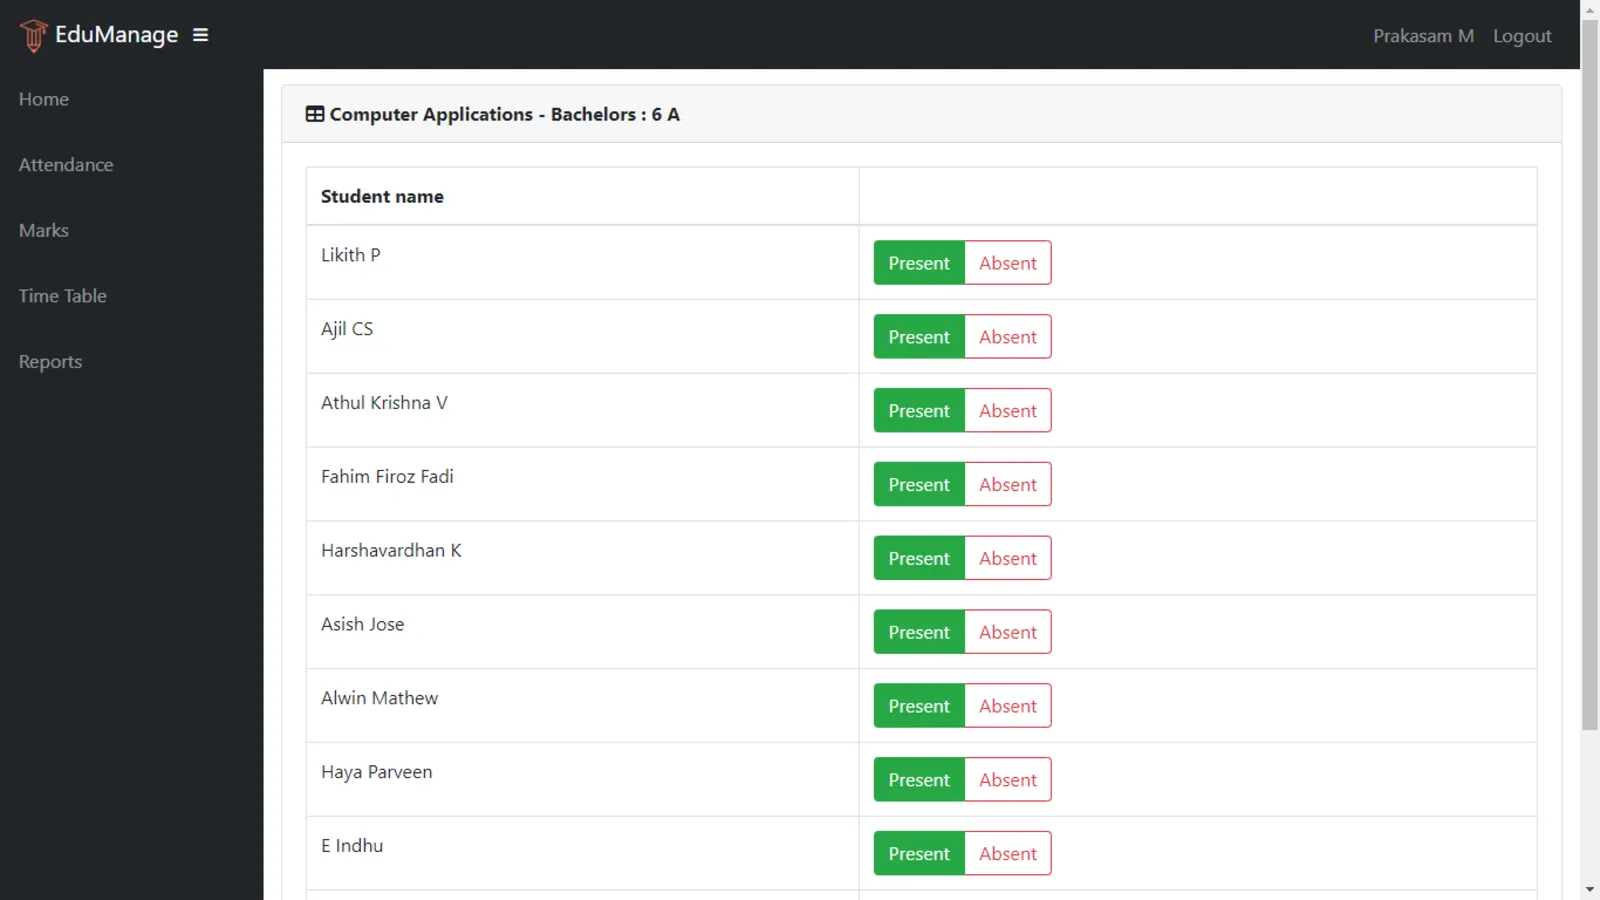 EduManage
Prakasam M Logout
Home
Attendance
Marks
Time Table
Reports
Computer Applications - Bachelors : 6 A
Student name
Likith P Present Absent
Ajil CS Present Absent
Athul Krishna V Present Absent
Fahim Firoz Fadi Present Absent
Harshavardhan K Present Absent
Asish Jose Present Absent
Alwin Mathew Present Absent
Haya Parveen Present Absent
E Indhu Present Absent